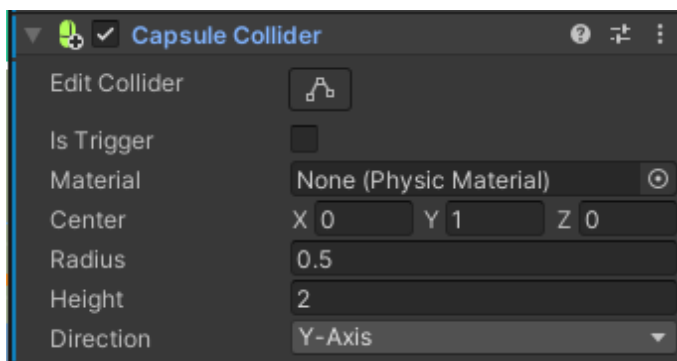 Capsule Collider
Edit Collider
Is Trigger
Material None (Physic Material)
Center X 0 Y 1 Z 0
Radius 0.5
Height 2
Direction Y-Axis